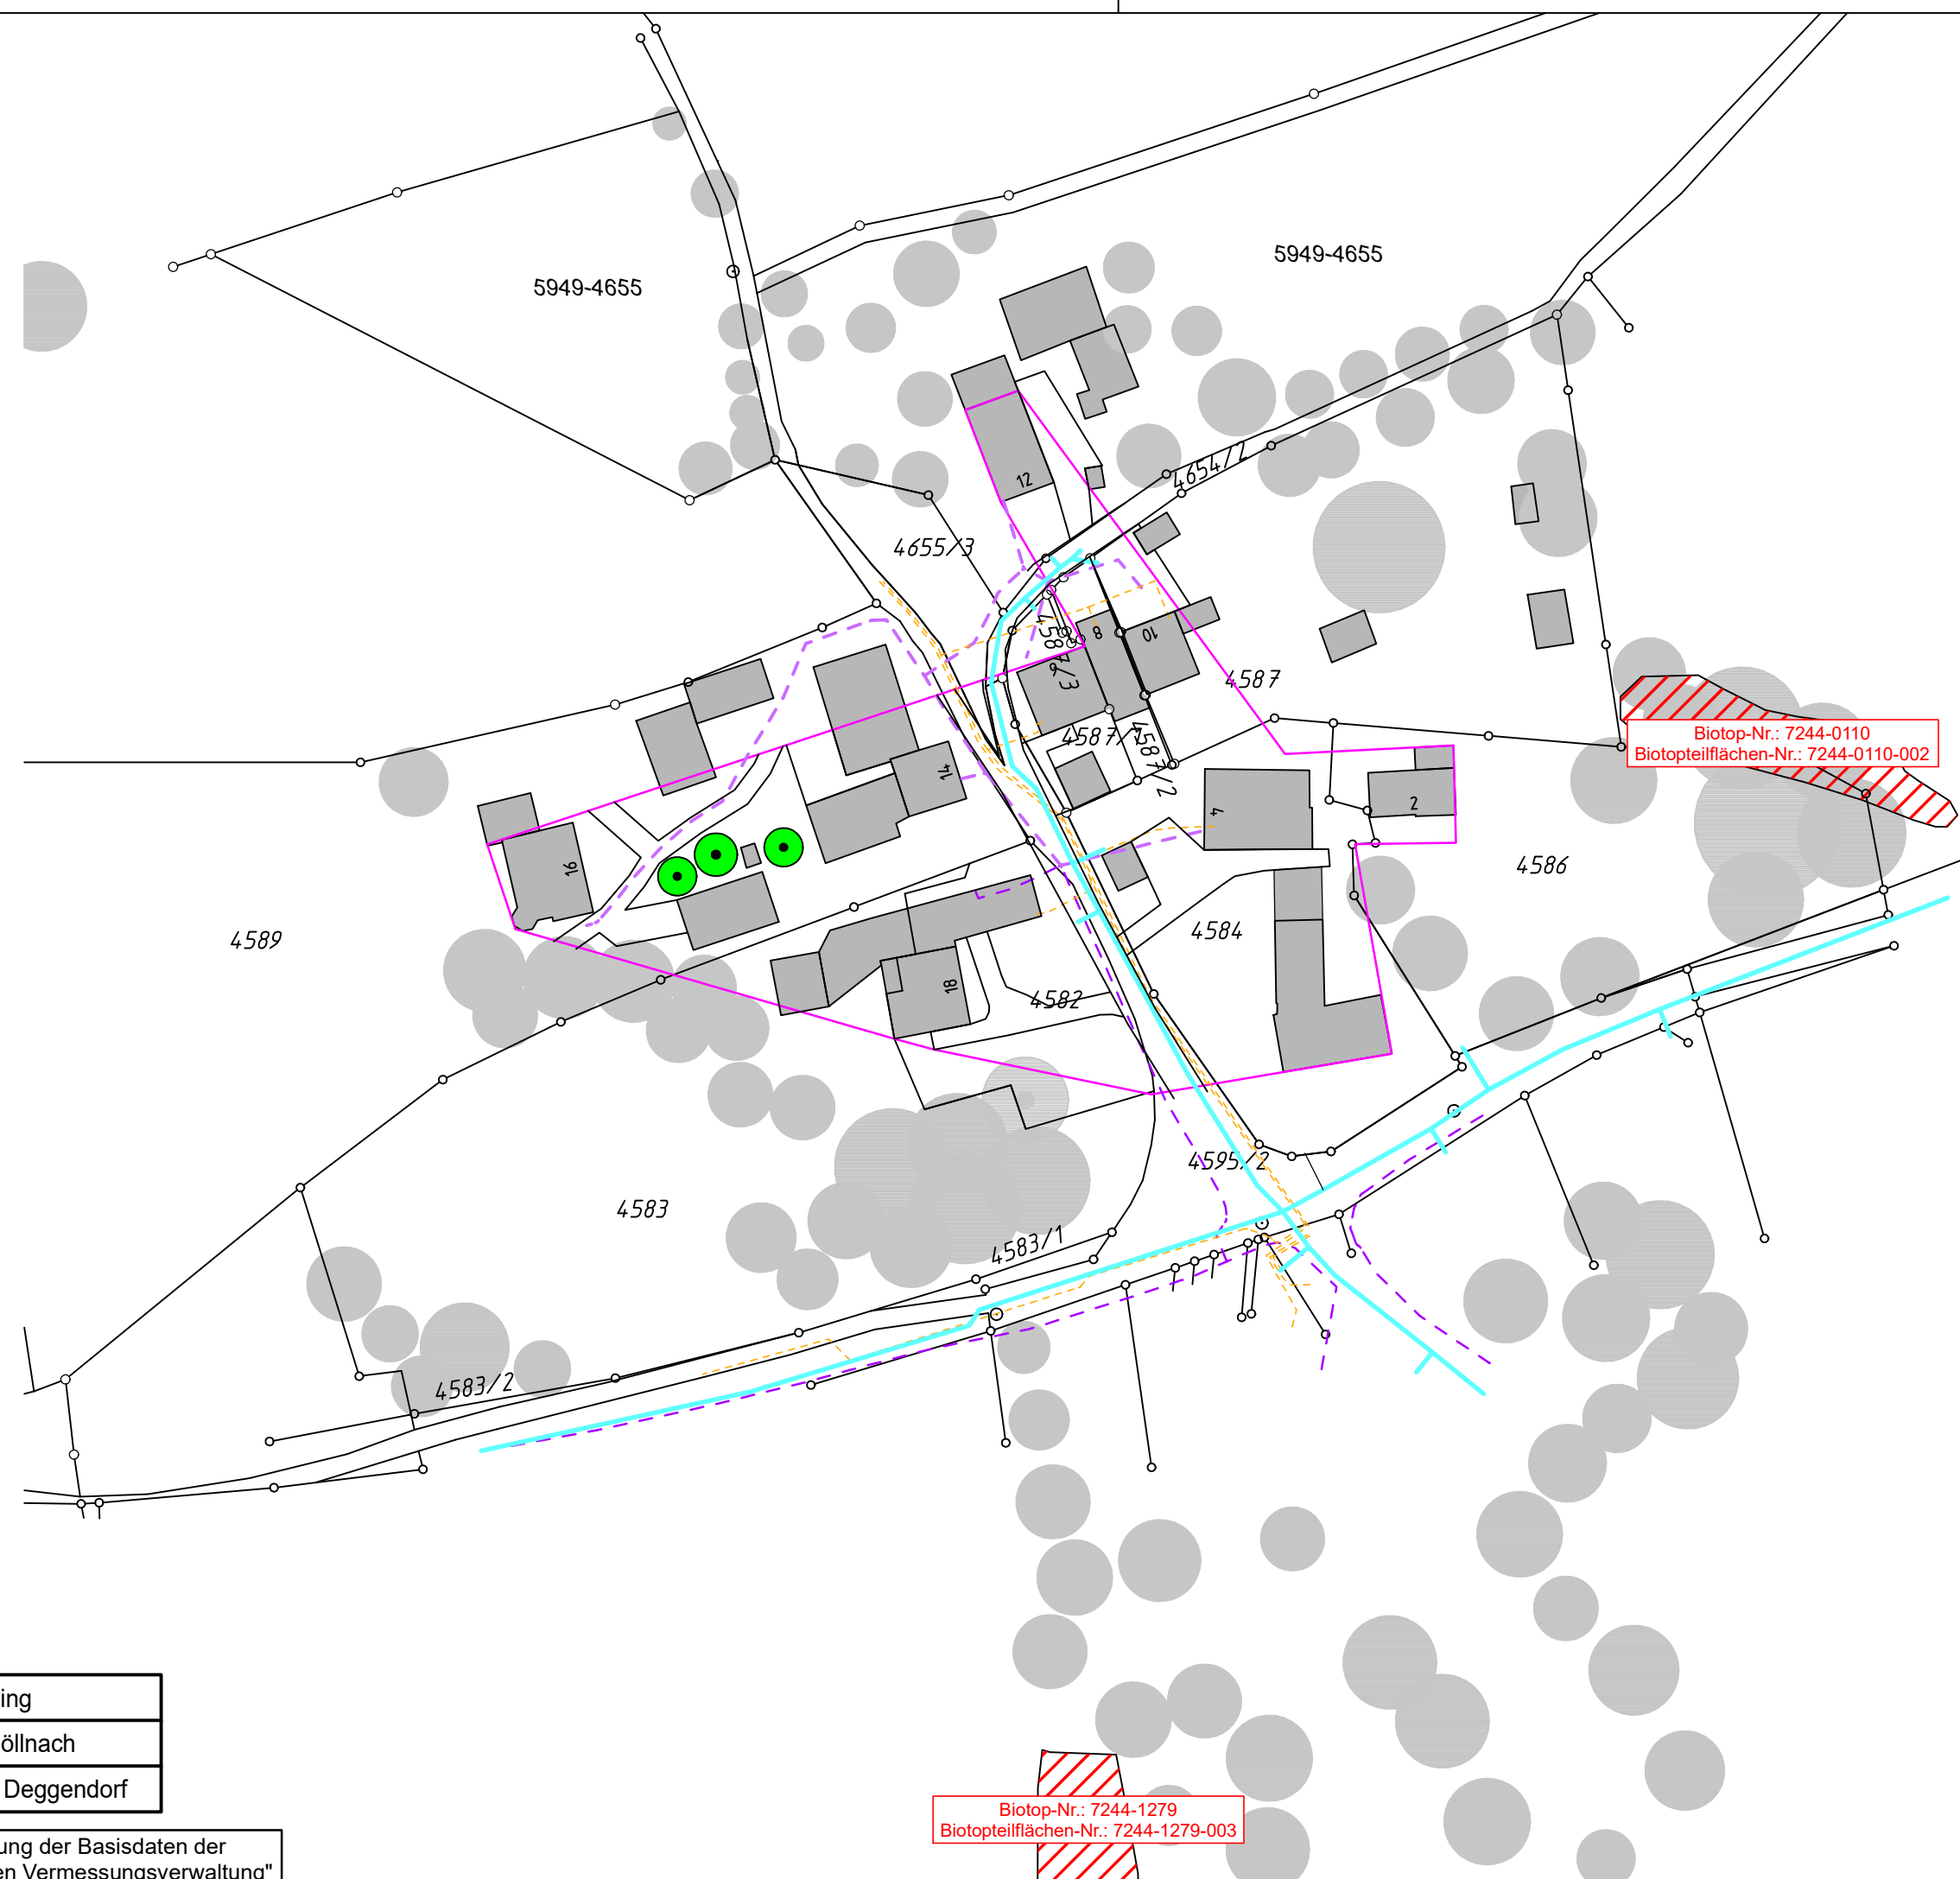 5949-4655
5949-4655
4654/2
12
4655/3
4587/3
8
10
6
4587
4587/1
4587/2
Biotop-Nr.: 7244-0110
Biotopteilflächen-Nr.: 7244-0110-002
14
4
2
16
4586
4589
4584
18
4582
4595/2
4583
4583/1
4583/2
ing
öllnach
Deggendorf
Biotop-Nr.: 7244-1279
Biotopteilflächen-Nr.: 7244-1279-003
ung der Basisdaten der
en Vermessungsverwaltung"